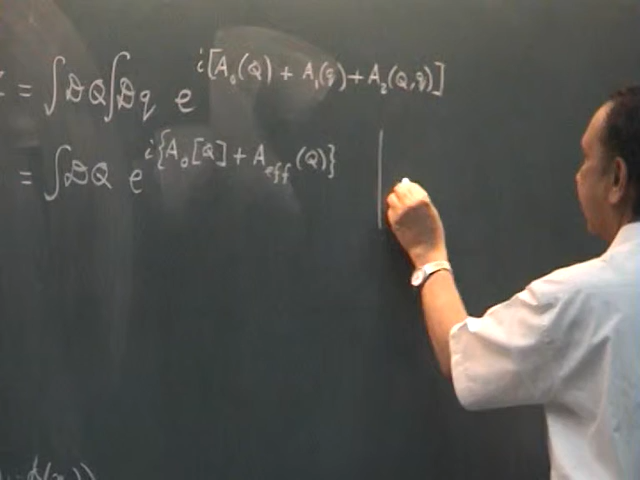 = ∫𝒟Q ∫𝒟q e^{i[A₀(Q) + A₁(q) + A₂(Q,q)]}
= ∫𝒟Q e^{i{A₀[Q] + A_eff(Q)}}